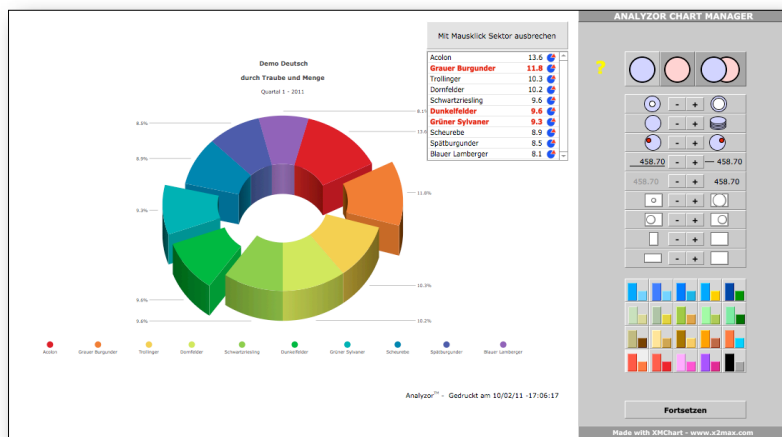 ANALYZOR CHART MANAGER
Mit Mausklick Sektor ausbrechen
Demo Deutsch
durch Traube und Menge
Quartal 1 - 2011
Acolon 13.6
Grauer Burgunder 11.8
Trollinger 10.3
Dornfelder 10.2
Schwartzriesling 9.6
Dunkelfelder 9.6
Grüner Sylvaner 9.3
Scheurebe 8.9
Spätburgunder 8.5
Blauer Lamberger 8.1
?
- +
- +
- +
458.70 - + 458.70
458.70 - + 458.70
- +
- +
- +
- +
8.5%
8.1%
13.6%
8.9%
9.3%
11.8%
9.6%
10.3%
9.6%
10.2%
Acolon Grauer Burgunder Trollinger Dornfelder Schwartzriesling Dunkelfelder Grüner Sylvaner Scheurebe Spätburgunder Blauer Lamberger
Analyzor™ - Gedruckt am 10/02/11 -17:06:17
Fortsetzen
Made with XMChart - www.x2max.com